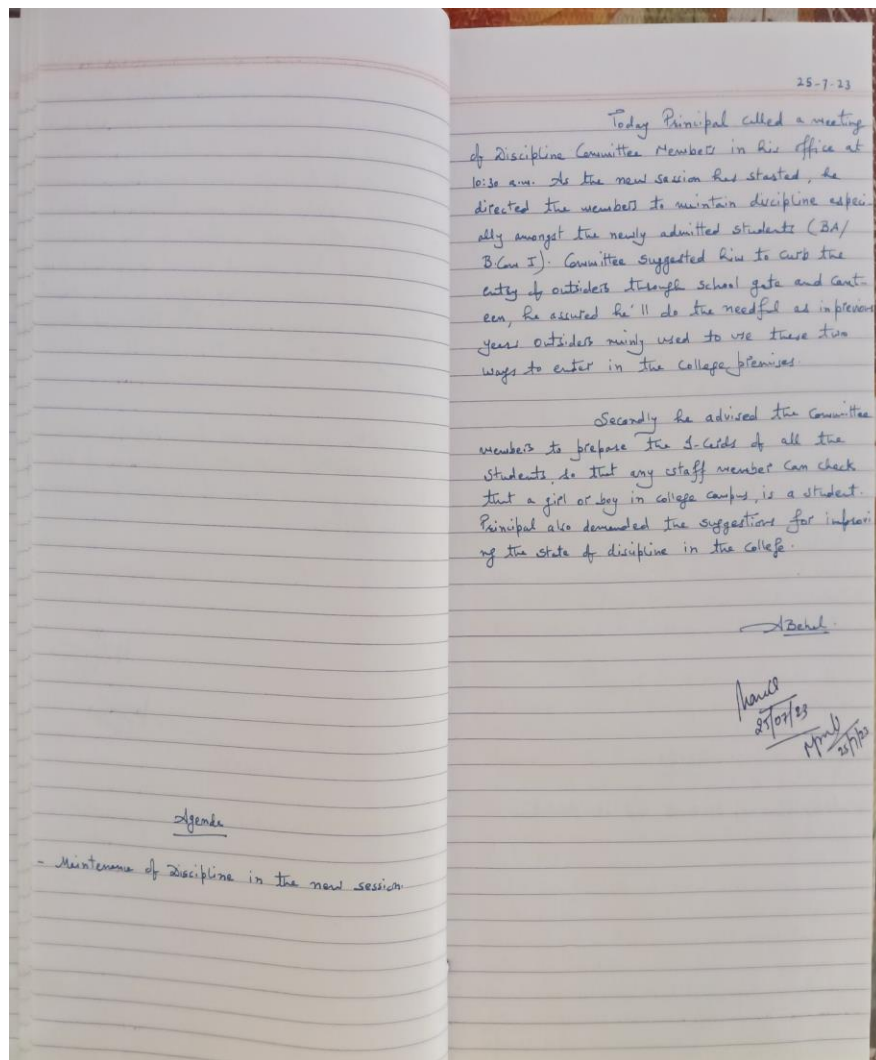 Agenda
- Maintenance of Discipline in the new session.
25-7-23
Today Principal called a meeting
of Discipline Committee Members in his office at
10:30 a.m. As the new session has started, he
directed the members to maintain discipline especi-
ally amongst the newly admitted students (BA/
B.Com I). Committee suggested him to curb the
entry of outsiders through school gate and cant-
een, he assured he'll do the needful as in previous
years outsiders mainly used to use these two
ways to enter in the college premises.
Secondly he advised the Committee
members to prepare the I-Cards of all the
students, so that any staff member can check
that a girl or boy in college campus, is a student.
Principal also demanded the suggestions for improvi
ng the state of discipline in the college.
ABehal.
25/07/23
25/7/23